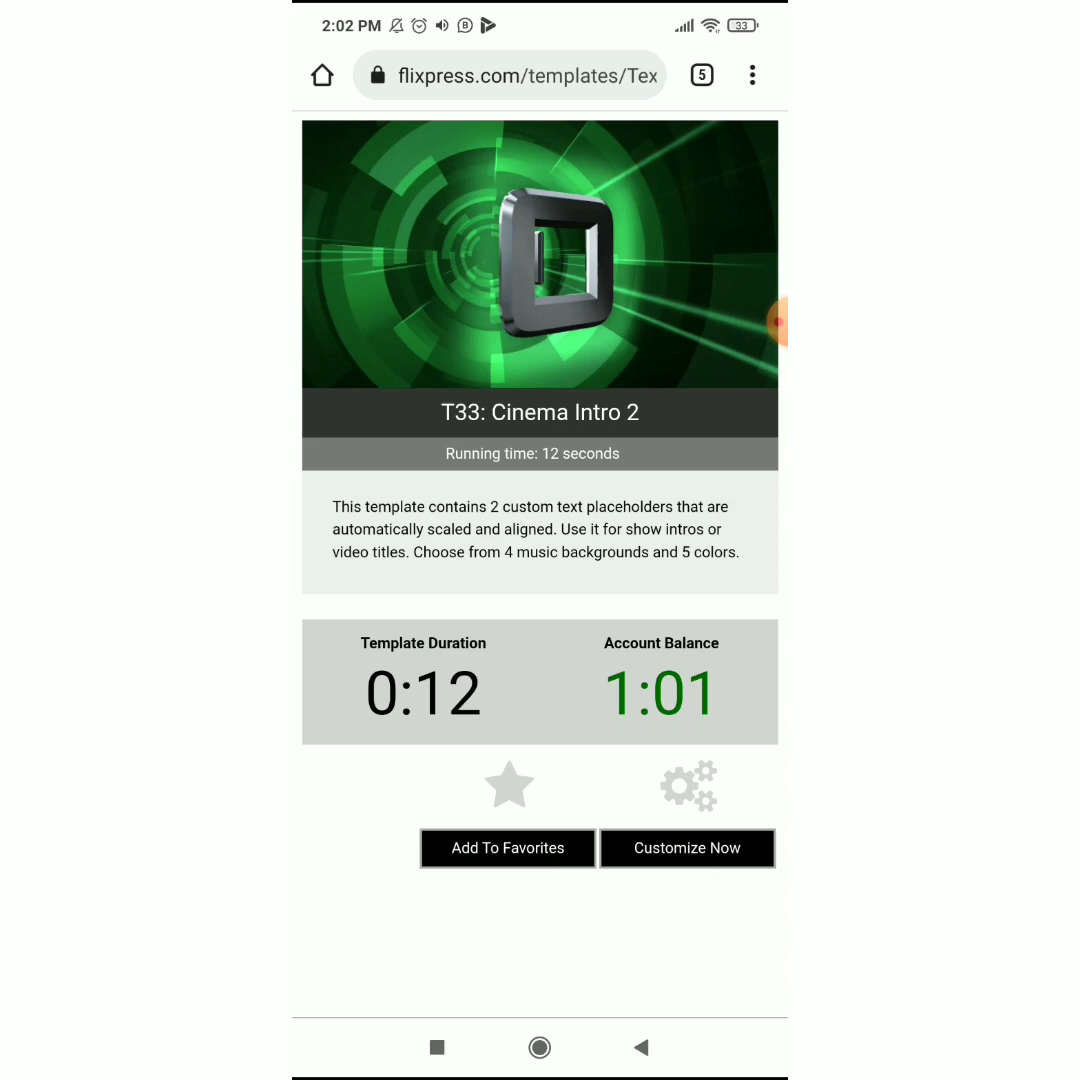 2:02 PM
33
flixpress.com/templates/Tex
5
T33: Cinema Intro 2
Running time: 12 seconds
This template contains 2 custom text placeholders that are
automatically scaled and aligned. Use it for show intros or
video titles. Choose from 4 music backgrounds and 5 colors.
Template Duration
Account Balance
0:12
1:01
Add To Favorites
Customize Now